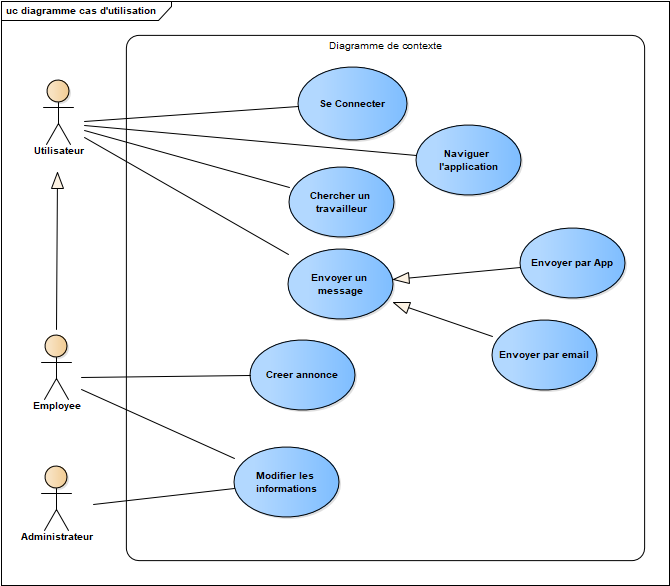 uc diagramme cas d'utilisation
Diagramme de contexte
Se Connecter
Utilisateur
Naviguer
l'application
Chercher un
travailleur
Envoyer par App
Envoyer un
message
Envoyer par email
Creer annonce
Employee
Modifier les
informations
Administrateur